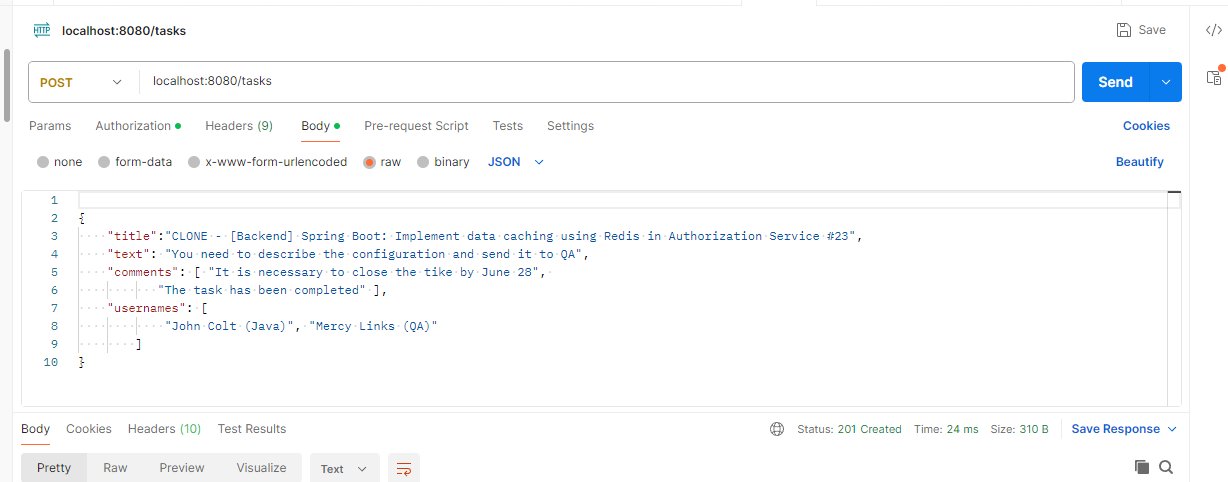 HTTP localhost:8080/tasks Save
POST localhost:8080/tasks Send
Params Authorization Headers (9) Body Pre-request Script Tests Settings Cookies
none form-data x-www-form-urlencoded raw binary JSON Beautify
1
2 {
3 "title":"CLONE - [Backend] Spring Boot: Implement data caching using Redis in Authorization Service #23",
4 "text": "You need to describe the configuration and send it to QA",
5 "comments": [ "It is necessary to close the tike by June 28",
6 "The task has been completed" ],
7 "usernames": [
8 "John Colt (Java)", "Mercy Links (QA)"
9 ]
10 }
Body Cookies Headers (10) Test Results Status: 201 Created Time: 24 ms Size: 310 B Save Response
Pretty Raw Preview Visualize Text